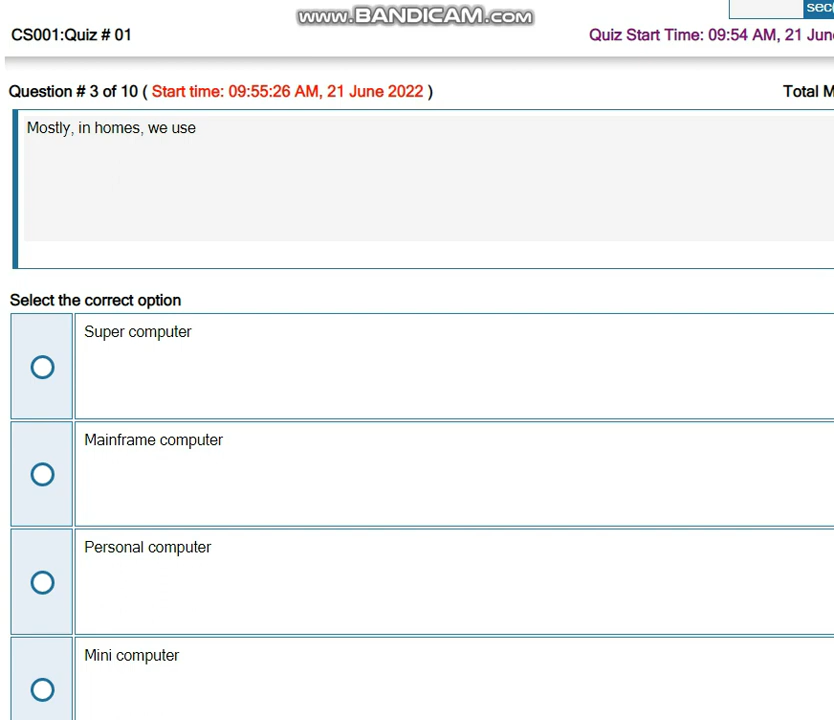 www.BANDICAM.com
CS001:Quiz # 01
Quiz Start Time: 09:54 AM, 21 Jun
Question # 3 of 10 ( Start time: 09:55:26 AM, 21 June 2022 )
Total M
Mostly, in homes, we use
Select the correct option
Super computer
Mainframe computer
Personal computer
Mini computer